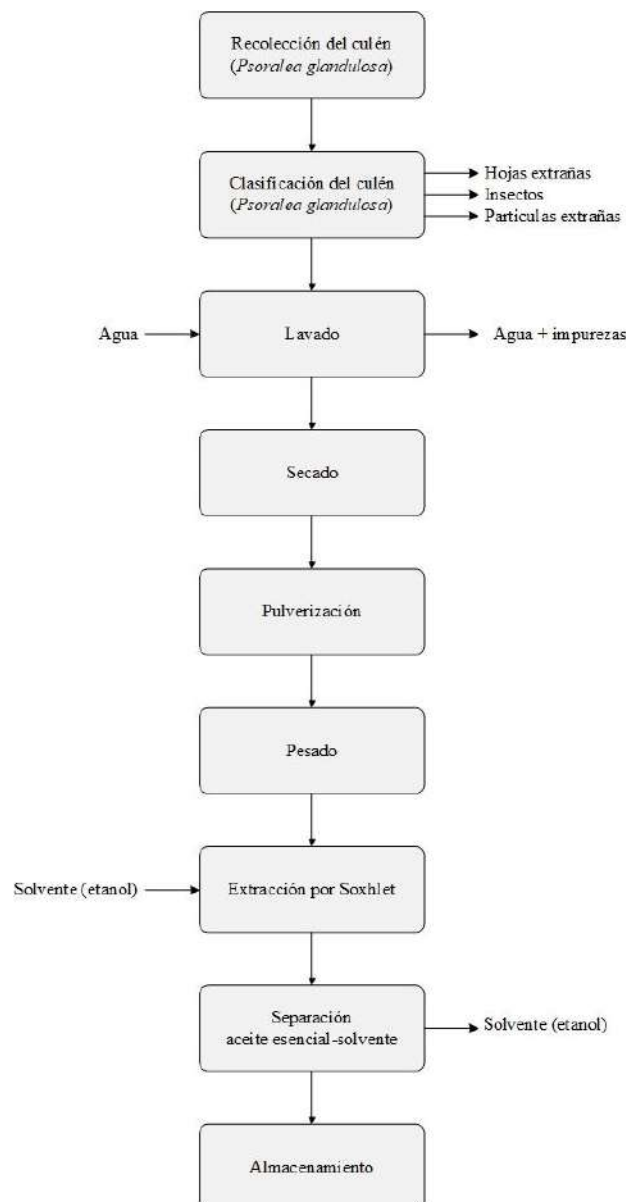 Recolección del culén
(Psoralea glandulosa)
Clasificación del culén
(Psoralea glandulosa)
Hojas extrañas
Insectos
Particulas extrañas
Agua
Lavado
Agua + impurezas
Secado
Pulverización
Pesado
Solvente (etanol)
Extracción por Soxhlet
Separación
aceite esencial-solvente
Solvente (etanol)
Almacenamiento